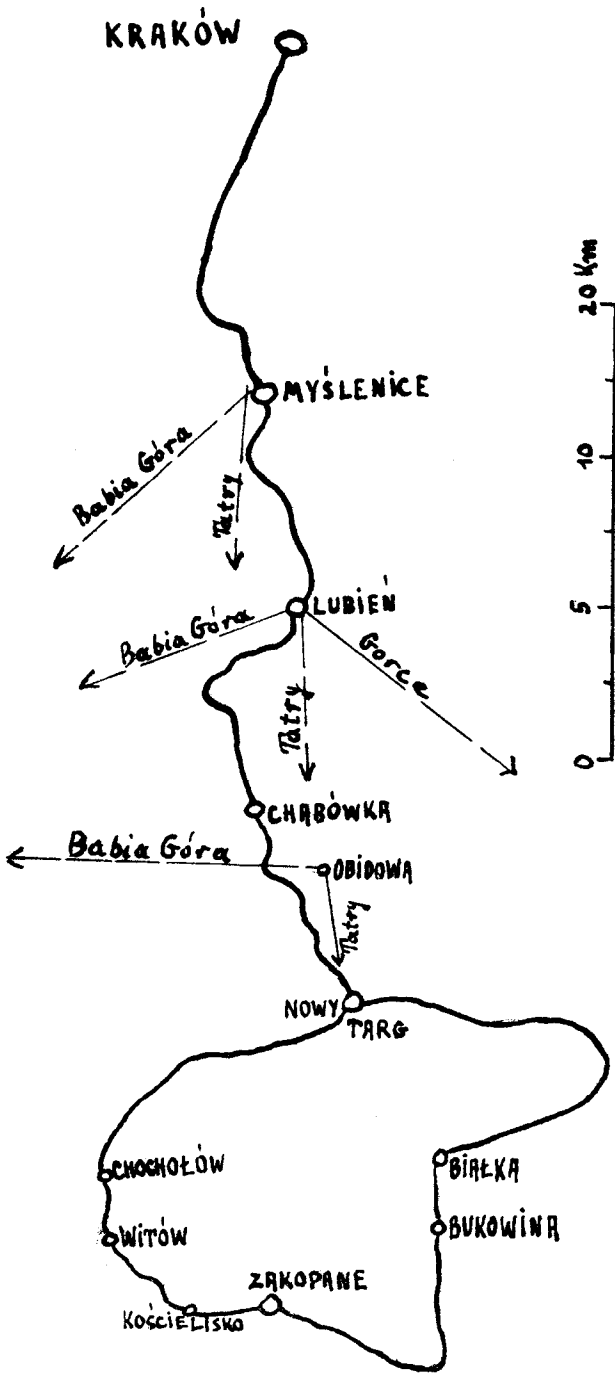 KRAKÓW
20 Km
MYŚLENICE
Babia Góra
Tatry
10
LUBIEŃ
5
Babia Góra
Gorce
Tatry
0
CHABÓWKA
Babia Góra
OBIDOWA
Tatry
NOWY
TARG
CHOCHOŁÓW
BIAŁKA
WITÓW
BUKOWINA
ZAKOPANE
KOŚCIELISKO